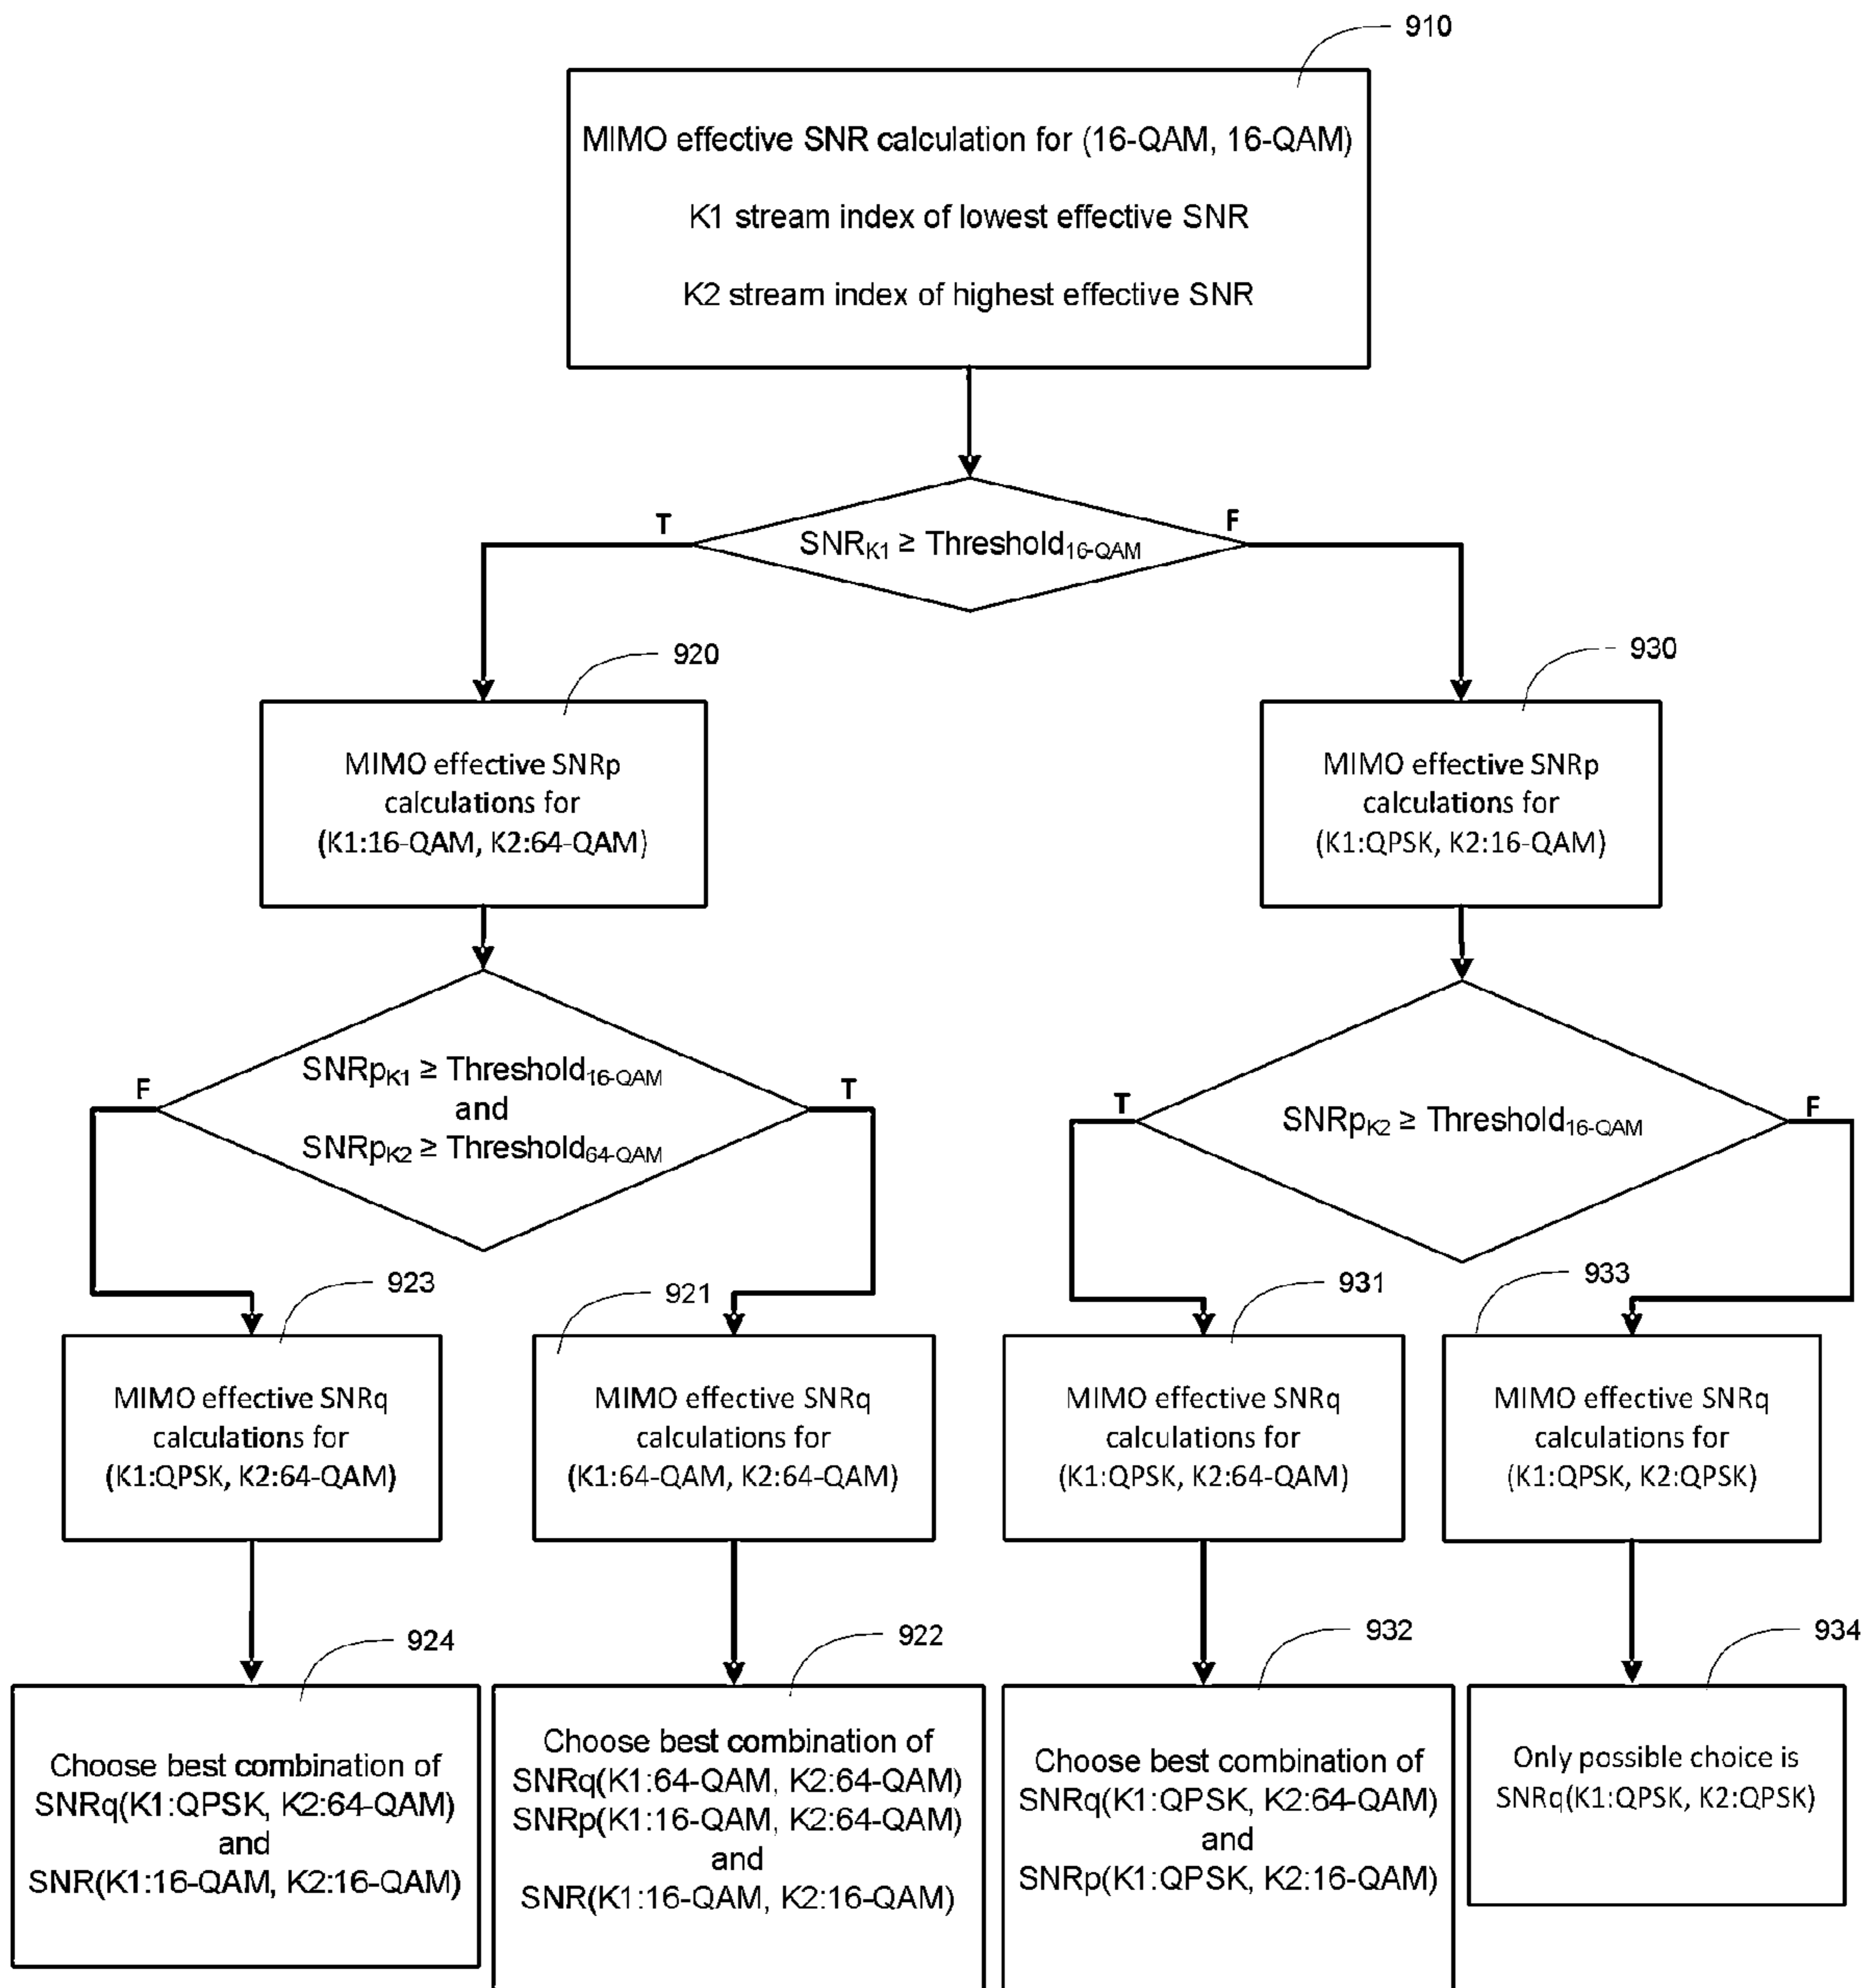 910
MIMO effective SNR calculation for (16-QAM, 16-QAM)
K1 stream index of lowest effective SNR
K2 stream index of highest effective SNR
T
F
SNRK1 ≥ Threshold16-QAM
920
930
MIMO effective SNRp
calculations for
(K1:16-QAM, K2:64-QAM)
MIMO effective SNRp
calculations for
(K1:QPSK, K2:16-QAM)
F
SNRpK1 ≥ Threshold16-QAM
and
SNRpK2 ≥ Threshold64-QAM
T
T
SNRpK2 ≥ Threshold16-QAM
F
923
921
931
933
MIMO effective SNRq
calculations for
(K1:QPSK, K2:64-QAM)
MIMO effective SNRq
calculations for
(K1:64-QAM, K2:64-QAM)
MIMO effective SNRq
calculations for
(K1:QPSK, K2:64-QAM)
MIMO effective SNRq
calculations for
(K1:QPSK, K2:QPSK)
924
922
932
934
Choose best combination of
SNRq(K1:QPSK, K2:64-QAM)
and
SNR(K1:16-QAM, K2:16-QAM)
Choose best combination of
SNRq(K1:64-QAM, K2:64-QAM)
SNRp(K1:16-QAM, K2:64-QAM)
and
SNR(K1:16-QAM, K2:16-QAM)
Choose best combination of
SNRq(K1:QPSK, K2:64-QAM)
and
SNRp(K1:QPSK, K2:16-QAM)
Only possible choice is
SNRq(K1:QPSK, K2:QPSK)